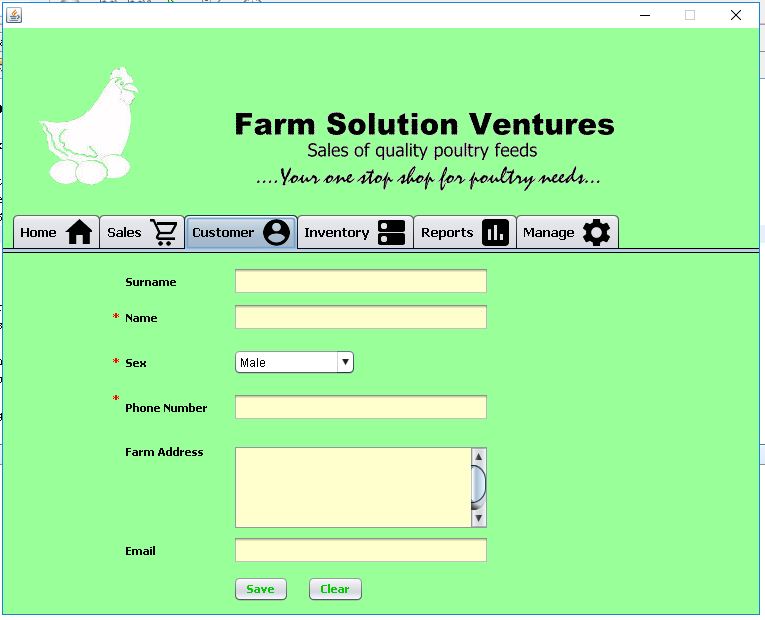 Farm Solution Ventures
Sales of quality poultry feeds
....Your one stop shop for poultry needs...
Home Sales Customer Inventory Reports Manage
Surname
* Name
* Sex Male
* Phone Number
Farm Address
Email
Save Clear